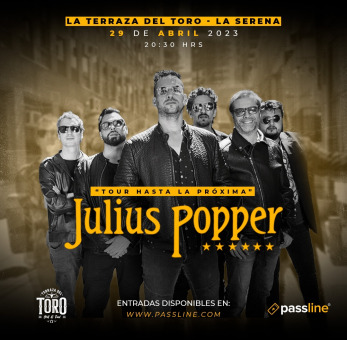 LA TERRAZA DEL TORO - LA SERENA
29 DE ABRIL 2023
20:30 HRS
"TOUR HASTA LA PRÓXIMA"
Julius Popper
TERRAZA DEL
TORO
ENTRADAS DISPONIBLES EN:
WWW.PASSLINE.COM
passline